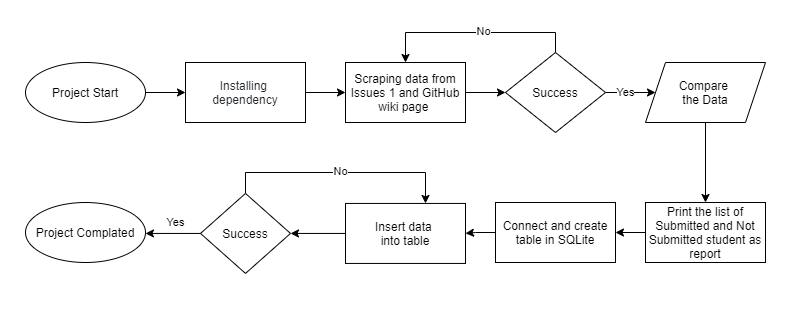 No
Project Start
Installing
dependency
Scraping data from
Issues 1 and GitHub
wiki page
Success
Yes
Compare
the Data
No
Project Complated
Yes
Success
Insert data
into table
Connect and create
table in SQLite
Print the list of
Submitted and Not
Submitted student as
report